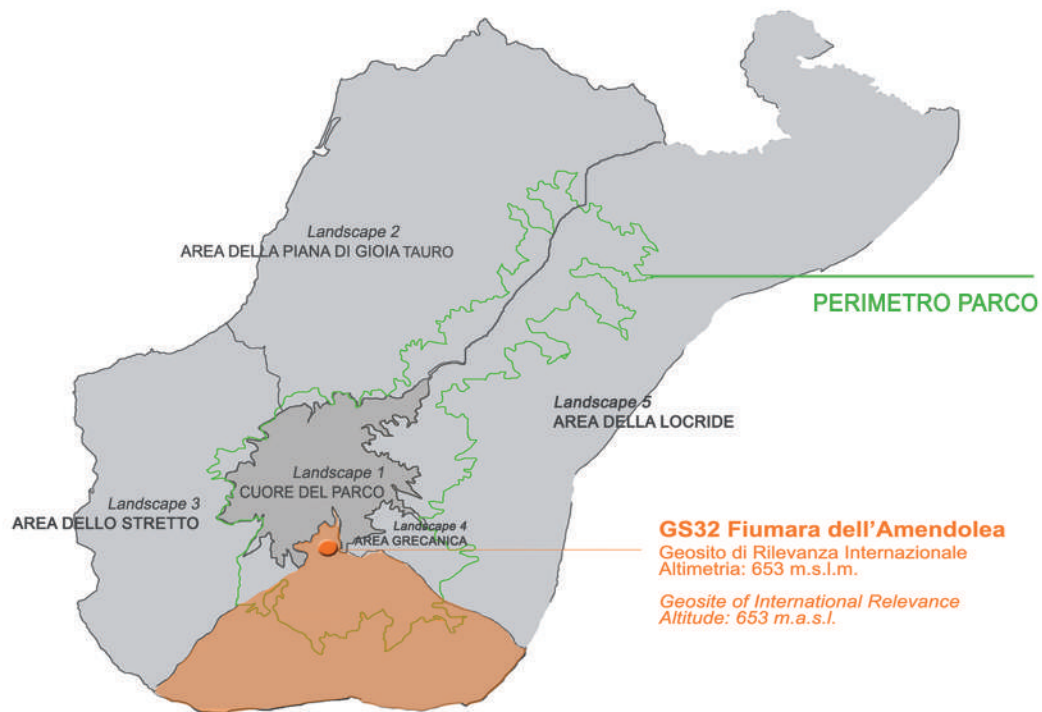 Landscape 2
AREA DELLA PIANA DI GIOIA TAURO
PERIMETRO PARCO
Landscape 5
AREA DELLA LOCRIDE
Landscape 1
CUORE DEL PARCO
Landscape 3
AREA DELLO STRETTO
Landscape 4
AREA GRECANICA
GS32 Fiumara dell'Amendolea
Geosito di Rilevanza Internazionale
Altimetria: 653 m.s.l.m.
Geosite of International Relevance
Altitude: 653 m.a.s.l.